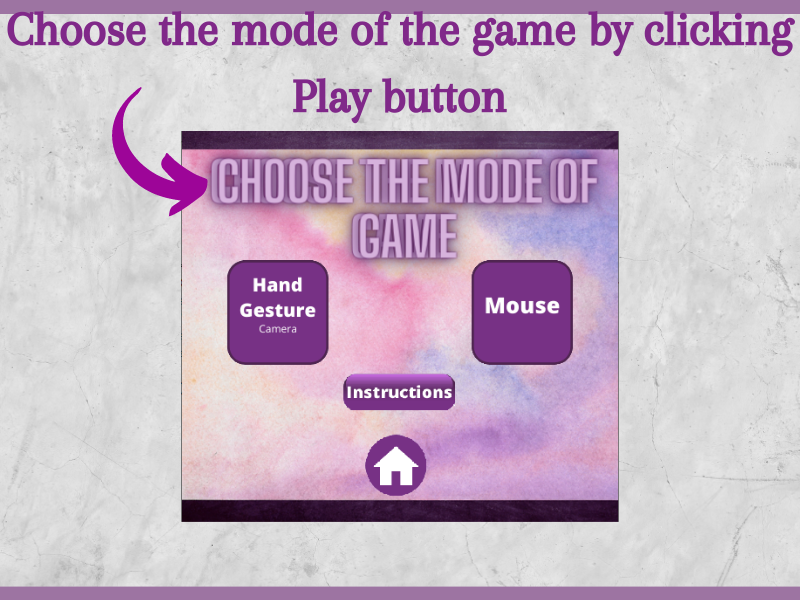 Choose the mode of the game by clicking
Play button
CHOOSE THE MODE OF
GAME
Hand
Gesture
Camera
Mouse
Instructions